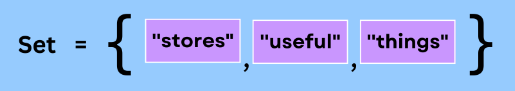 Set = { "stores" , "useful" , "things" }